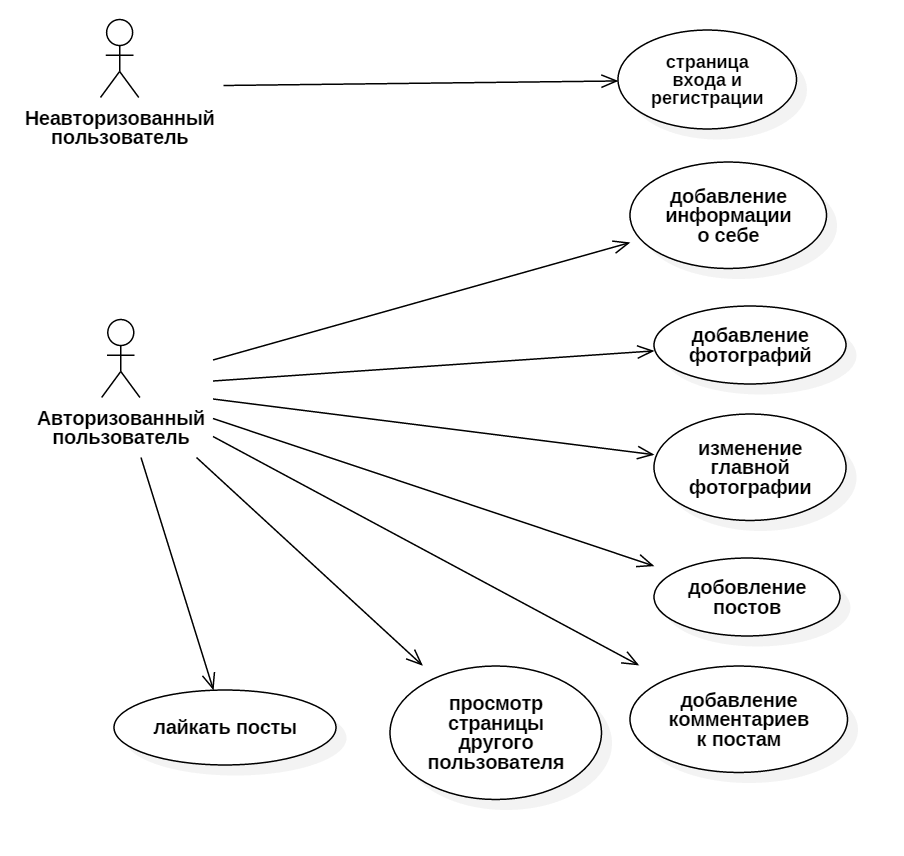 Неавторизованный
пользователь
страница
входа и
регистрации
добавление
информации
о себе
добавление
фотографий
Авторизованный
пользователь
изменение
главной
фотографии
добовление
постов
лайкать посты
просмотр
страницы
другого
пользователя
добавление
комментариев
к постам